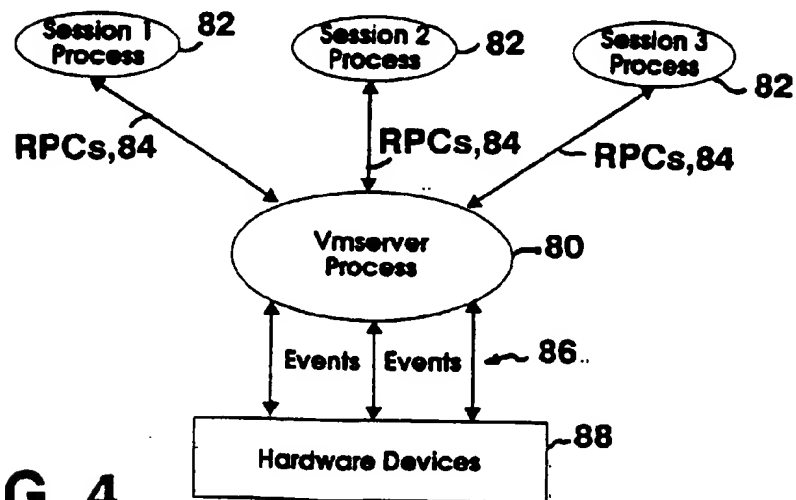 Session 1
Process
82
Session 2
Process
82
Session 3
Process
82
RPCs,84
RPCs,84
RPCs,84
Vmserver
Process
80
Events
Events
86
Hardware Devices
88
G. 4